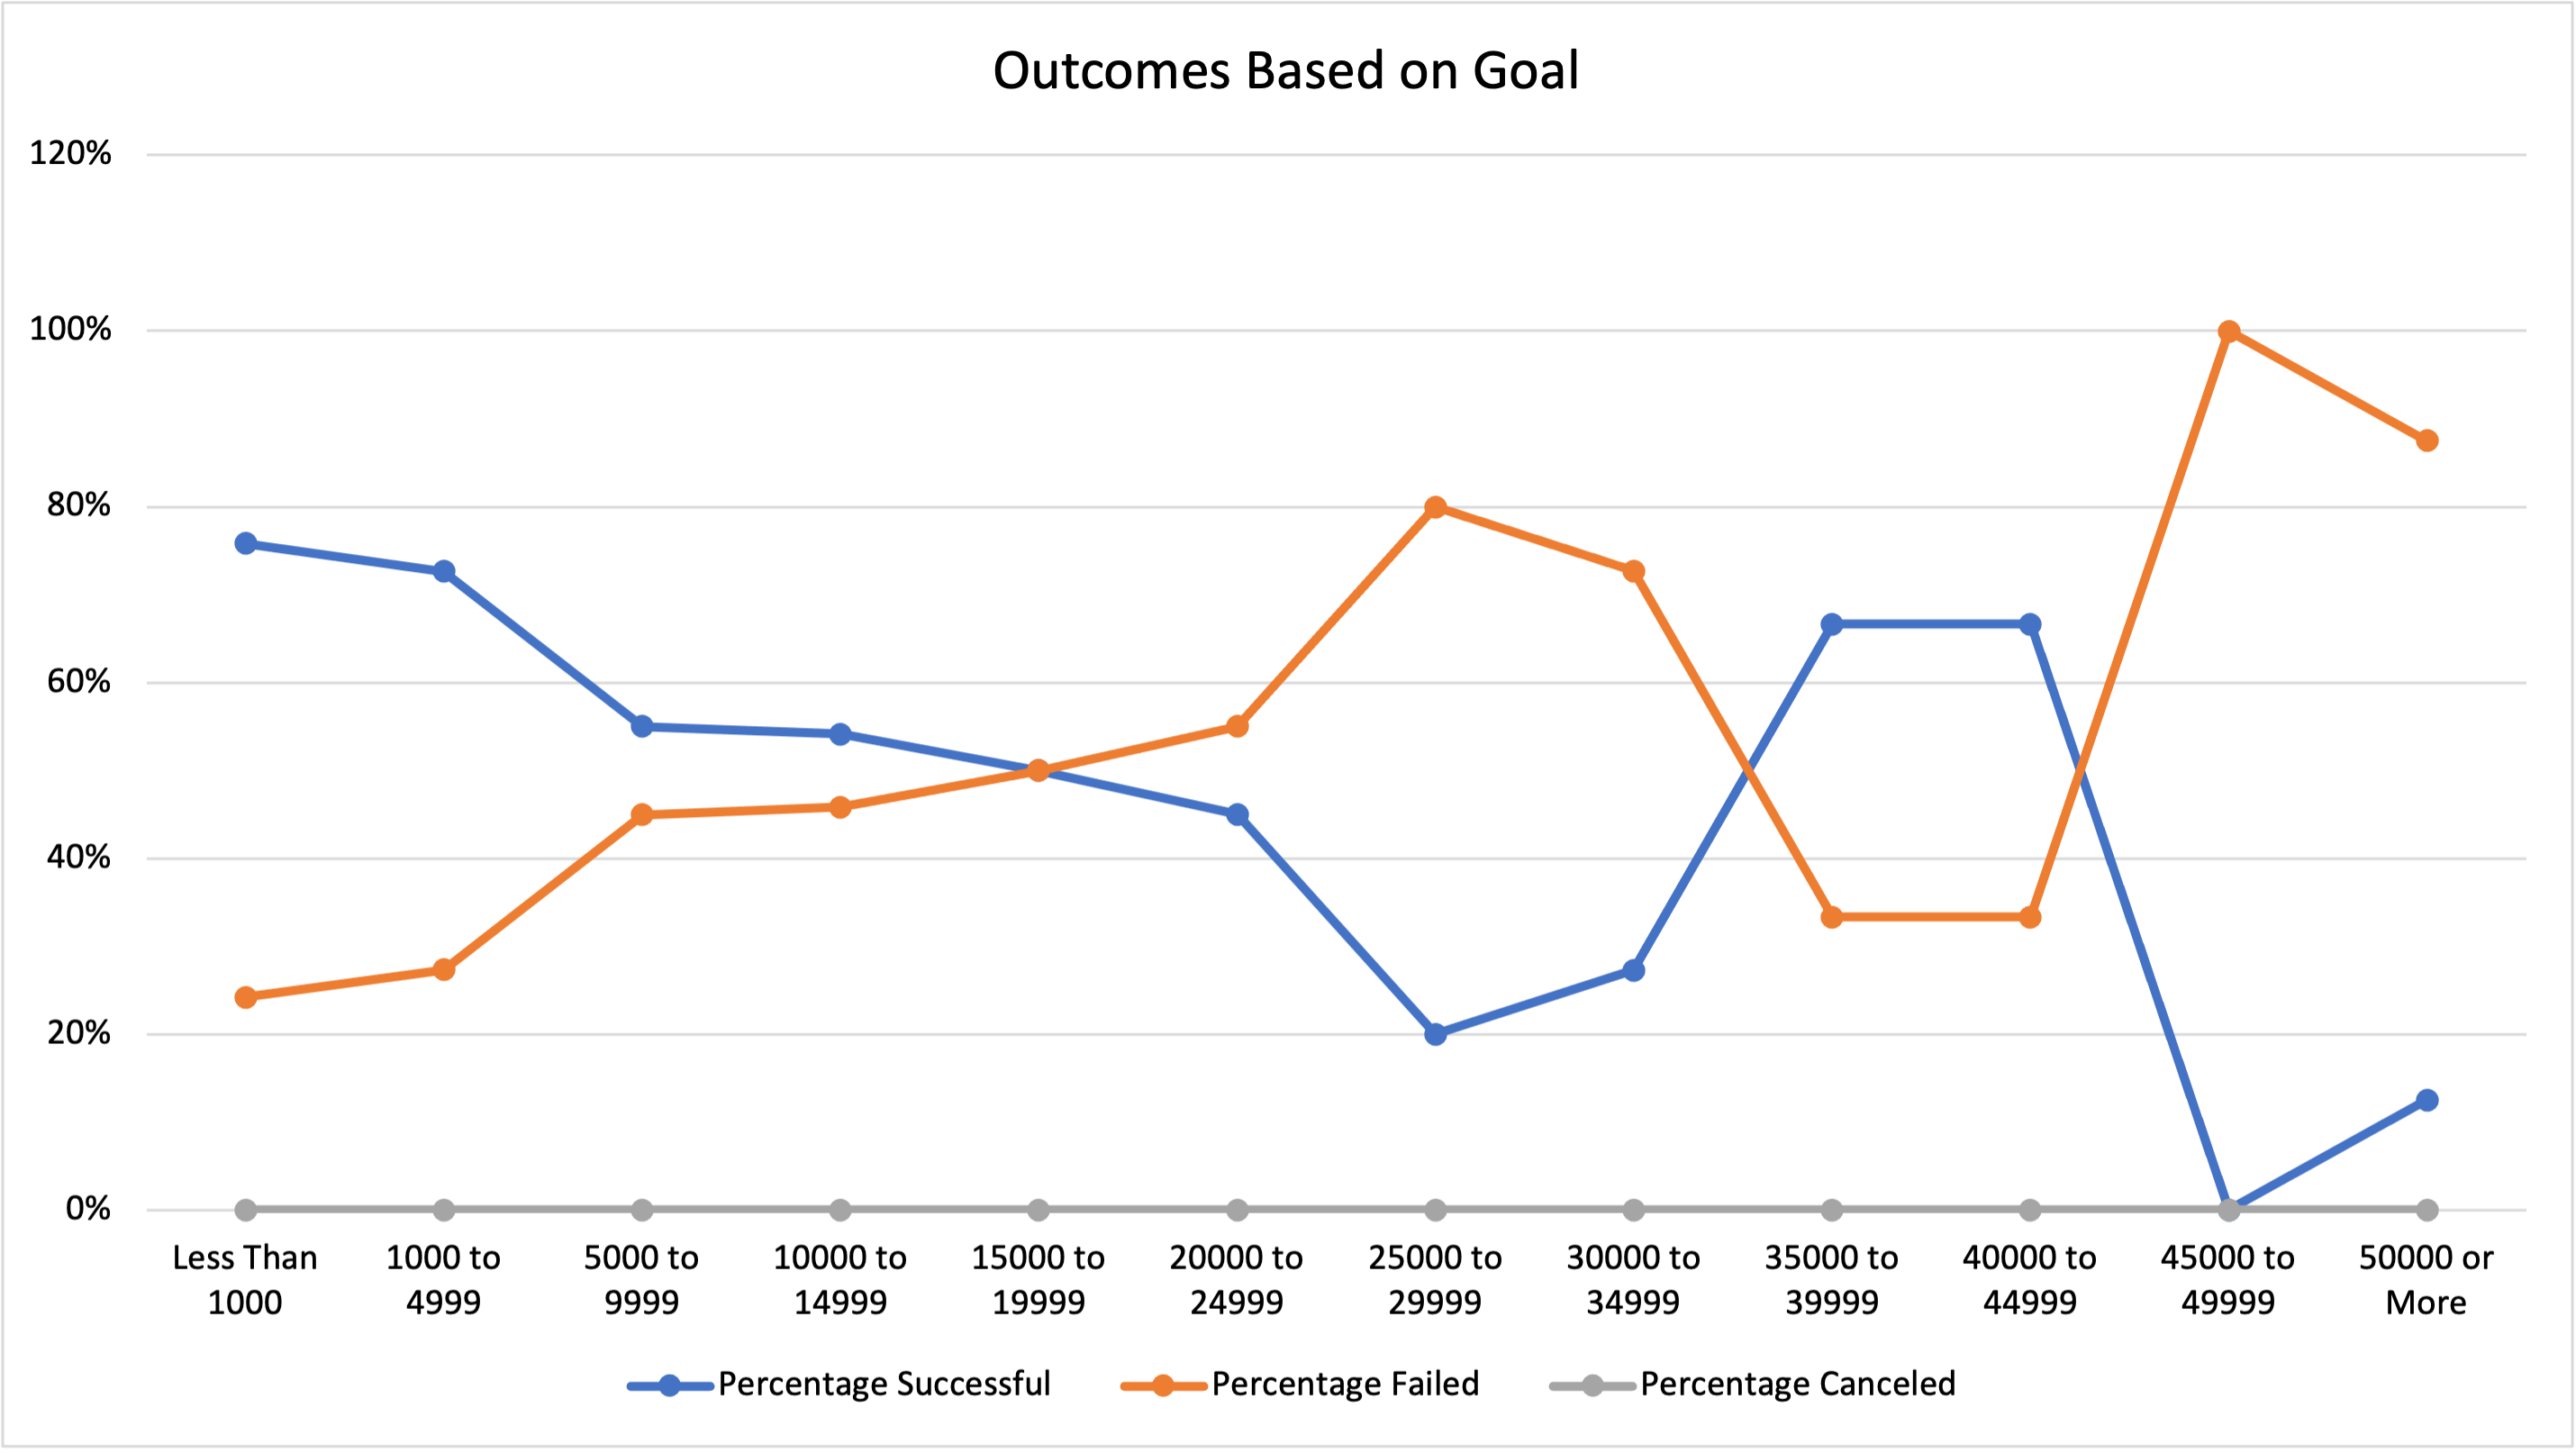 Outcomes Based on Goal
120%
100%
80%
60%
40%
20%
0%
Less Than
1000
1000 to
4999
5000 to
9999
10000 to
14999
15000 to
19999
20000 to
24999
25000 to
29999
30000 to
34999
35000 to
39999
40000 to
44999
45000 to
49999
50000 or
More
Percentage Successful
Percentage Failed
Percentage Canceled